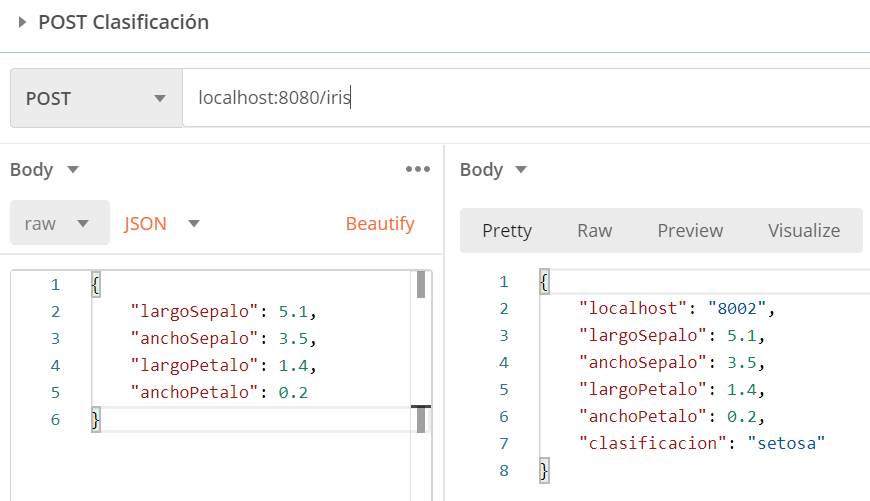 POST Clasificación
POST localhost:8080/iris
Body ••• 
raw JSON Beautify
1 {
2 "largoSepalo": 5.1,
3 "anchoSepalo": 3.5,
4 "largoPetalo": 1.4,
5 "anchoPetalo": 0.2
6 }
Body
Pretty Raw Preview Visualize
1 {
2 "localhost": "8002",
3 "largoSepalo": 5.1,
4 "anchoSepalo": 3.5,
5 "largoPetalo": 1.4,
6 "anchoPetalo": 0.2,
7 "clasificacion": "setosa"
8 }